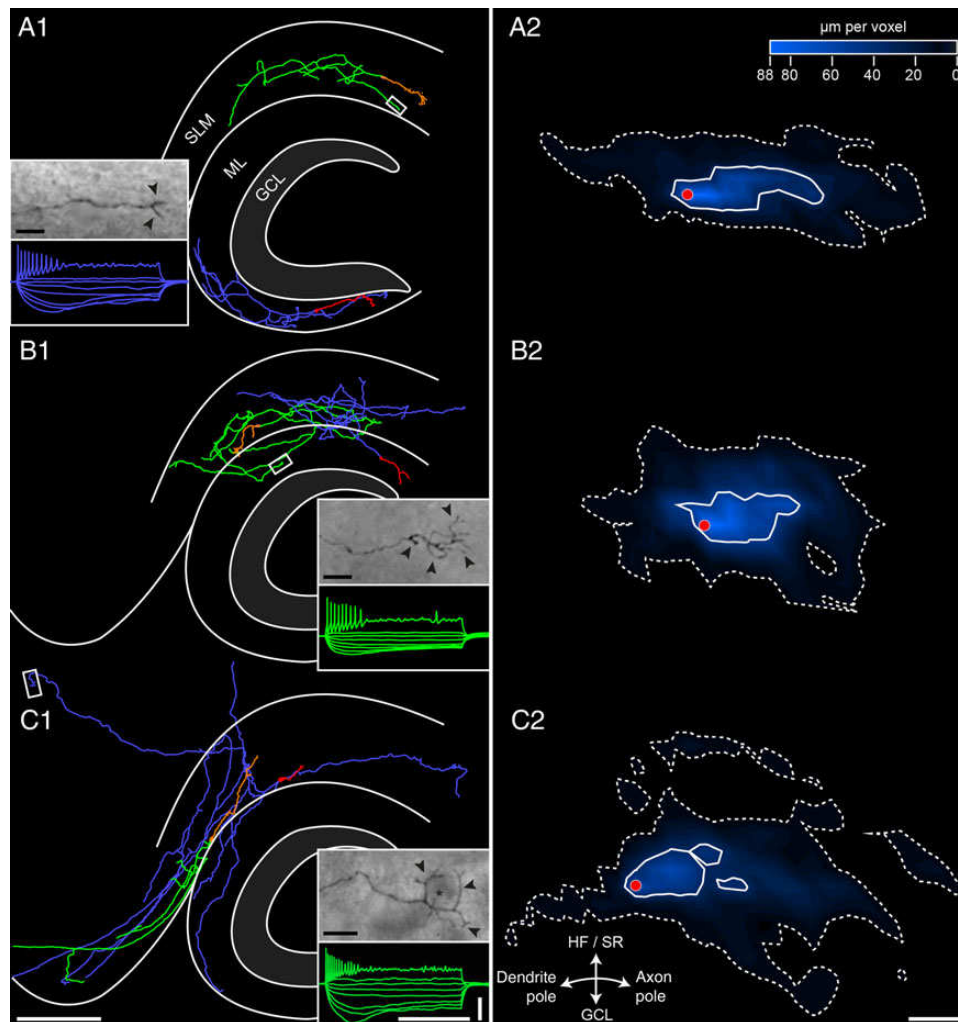 A1
SLM
ML
GCL
A2
µm per voxel
88 80 60 40 20 0
B1
B2
C1
C2
HF / SR
Dendrite pole
Axon pole
GCL